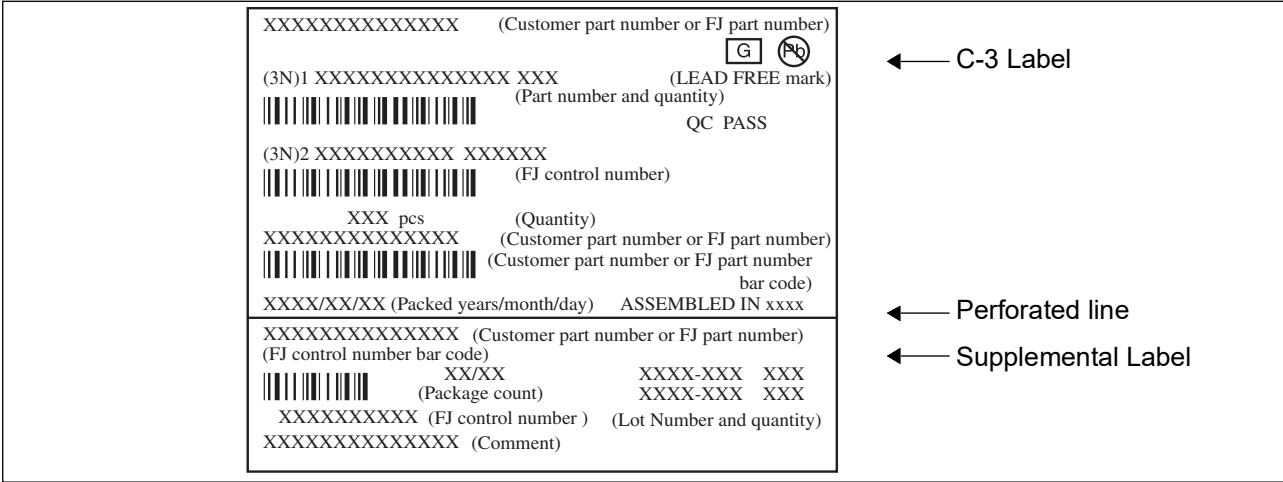 XXXXXXXXXXXXXX (Customer part number or FJ part number)
G Pb
C-3 Label
(3N)1 XXXXXXXXXXXXXX XXX (LEAD FREE mark)
(Part number and quantity)
QC PASS
(3N)2 XXXXXXXXXX XXXXXX
(FJ control number)
XXX pcs (Quantity)
XXXXXXXXXXXXXX (Customer part number or FJ part number)
(Customer part number or FJ part number
bar code)
XXXX/XX/XX (Packed years/month/day) ASSEMBLED IN xxxx
Perforated line
XXXXXXXXXXXXXX (Customer part number or FJ part number)
(FJ control number bar code)
Supplemental Label
XX/XX XXXX-XXX XXX
(Package count) XXXX-XXX XXX
XXXXXXXXXX (FJ control number ) (Lot Number and quantity)
XXXXXXXXXXXXXX (Comment)